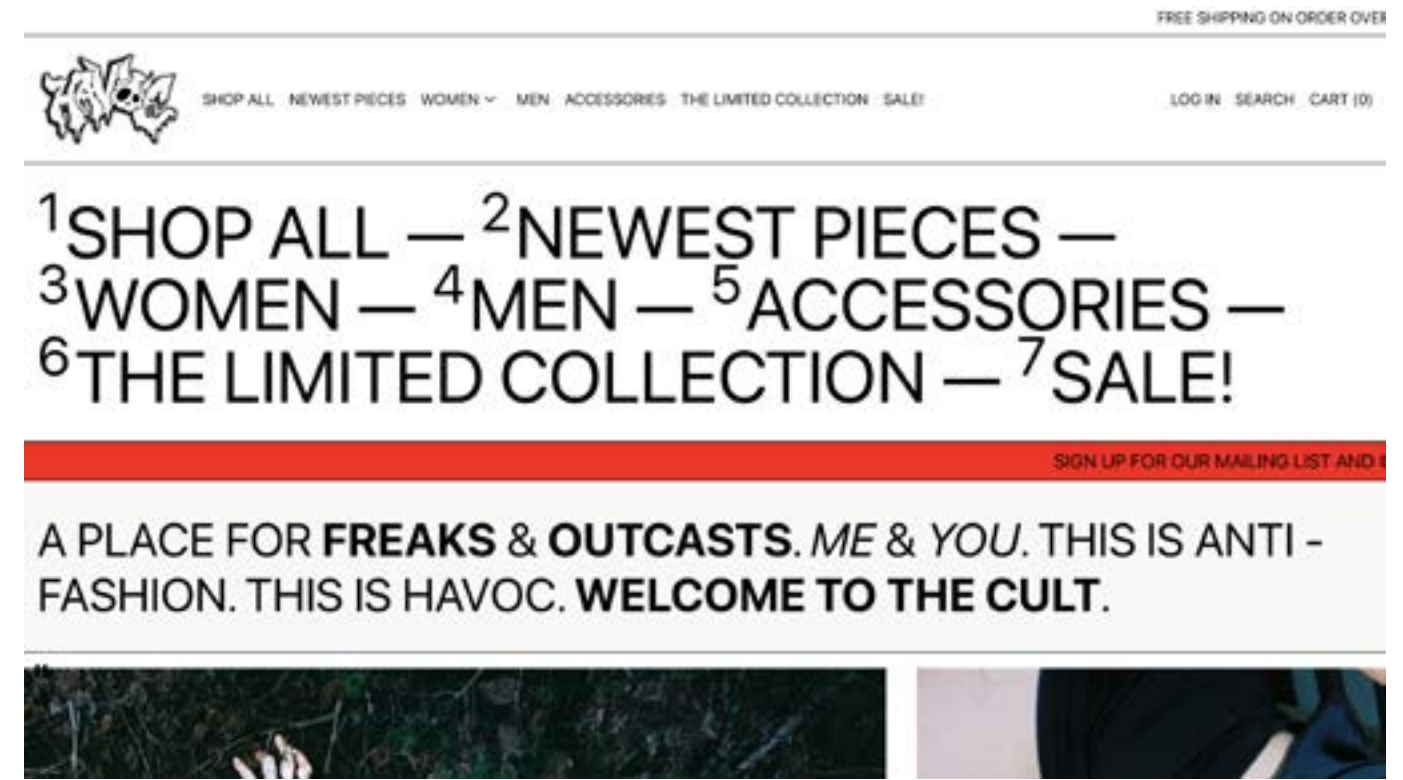 FREE SHIPPING ON ORDER OVER
HAVOC
SHOP ALL NEWEST PIECES WOMEN MEN ACCESSORIES THE LIMITED COLLECTION SALE! LOG IN SEARCH CART (0)
¹SHOP ALL — ²NEWEST PIECES —
³WOMEN — ⁴MEN — ⁵ACCESSORIES —
⁶THE LIMITED COLLECTION — ⁷SALE!
SIGN UP FOR OUR MAILING LIST AND
A PLACE FOR FREAKS & OUTCASTS. ME & YOU. THIS IS ANTI -
FASHION. THIS IS HAVOC. WELCOME TO THE CULT.